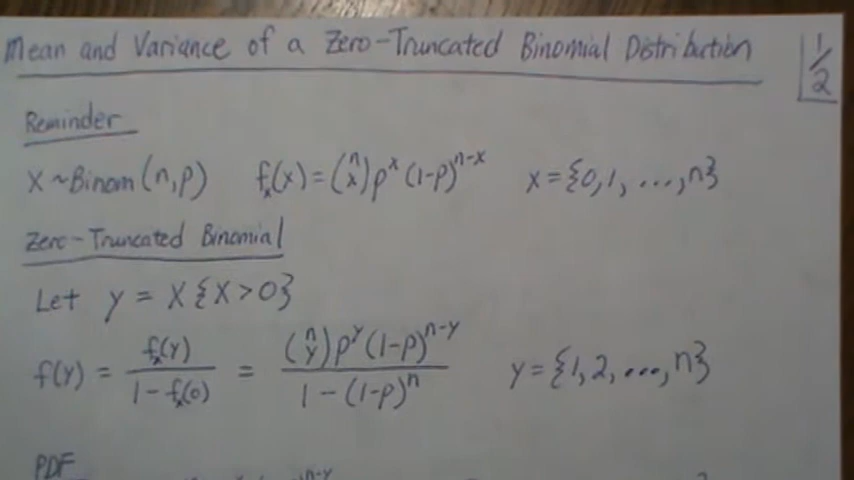 Mean and Variance of a Zero-Truncated Binomial Distribution
1/2
Reminder
X ~ Binom(n,p)   fₓ(x) = (n x) pˣ (1-p)ⁿ⁻ˣ   x = {0,1, ..., n}
Zero-Truncated Binomial
Let y = X {X > 0}
f(y) = fₓ(y) / (1 - fₓ(0)) = (n y) p^y (1-p)^(n-y) / (1 - (1-p)^n)   y = {1, 2, ..., n}
PDF